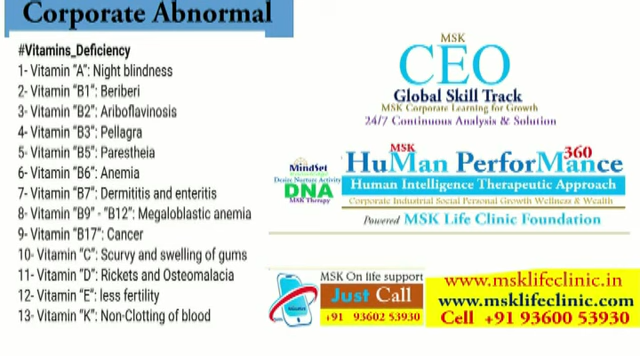 Corporate Abnormal
#Vitamins_Deficiency
1- Vitamin "A": Night blindness
2- Vitamin "B1": Beriberi
3- Vitamin "B2": Ariboflavinosis
4- Vitamin "B3": Pellagra
5- Vitamin "B5": Parestheia
6- Vitamin "B6": Anemia
7- Vitamin "B7": Dermititis and enteritis
8- Vitamin "B9" - "B12": Megaloblastic anemia
9- Vitamin "B17": Cancer
10- Vitamin "C": Scurvy and swelling of gums
11- Vitamin "D": Rickets and Osteomalacia
12- Vitamin "E": less fertility
13- Vitamin "K": Non-Clotting of blood
MSK
CEO
Global Skill Track
MSK Corporate Learning for Growth
24/7 Continuous Analysis & Solution
MindSet
Desire Nurture Activity
DNA
MSK Therapy
MSK
360
HuMan PerforMance
Human Intelligence Therapeutic Approach
Corporate Industrial Social Personal Growth Wellness & Wealth
Powered MSK Life Clinic Foundation
MSK On life support
Just Call
+91 93602 53930
www.msklifeclinic.in
www.msklifeclinic.com
Cell +91 93600 53930